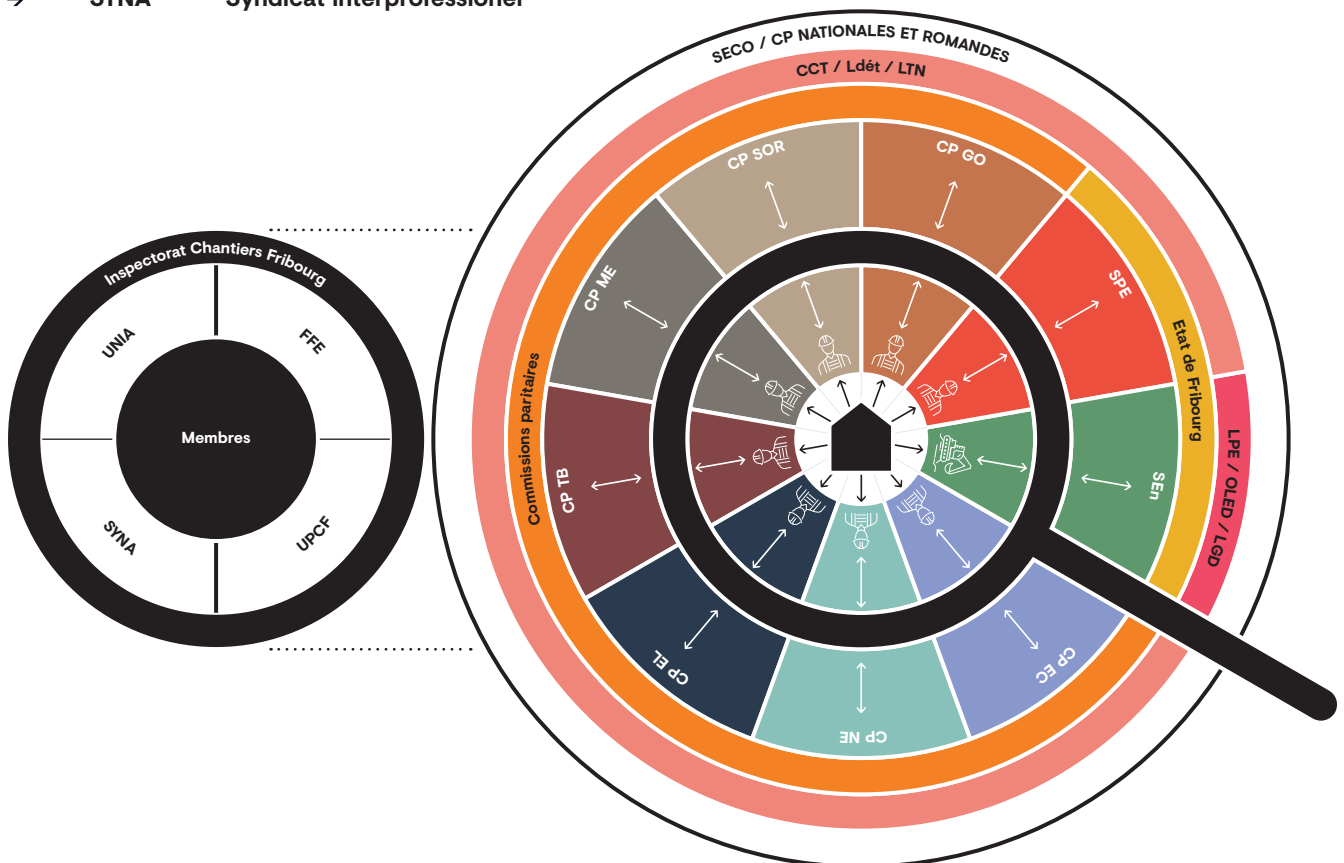 → SYNA Syndicat interprofessionel
SECO / CP NATIONALES ET ROMANDES
CCT / Ldét / LTN
CP SOR
CP GO
Inspectorat Chantiers Fribourg
CP ME
SPE
UNIA
FFE
Etat de Fribourg
Commissions paritaires
Membres
LPE / OLED / LGD
CP TB
SEn
SYNA
UPCF
CP EL
CP EC
CP NE